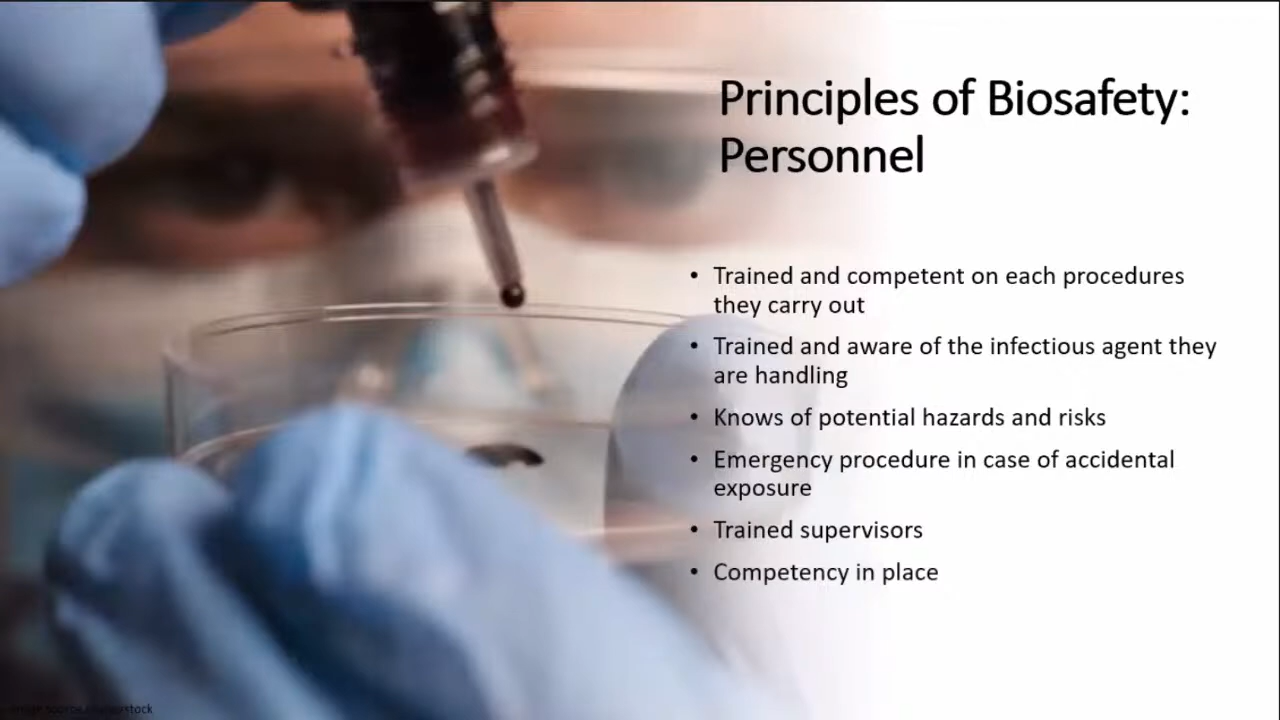 Principles of Biosafety:
Personnel
• Trained and competent on each procedures
they carry out
• Trained and aware of the infectious agent they
are handling
• Knows of potential hazards and risks
• Emergency procedure in case of accidental
exposure
• Trained supervisors
• Competency in place